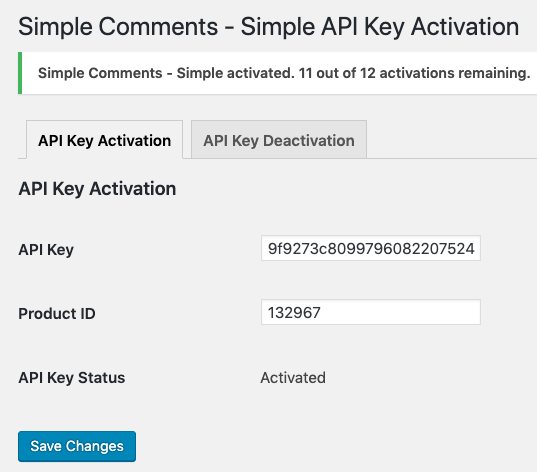 Simple Comments - Simple API Key Activation
Simple Comments - Simple activated. 11 out of 12 activations remaining.
API Key Activation API Key Deactivation
API Key Activation
API Key 9f9273c8099796082207524
Product ID 132967
API Key Status Activated
Save Changes